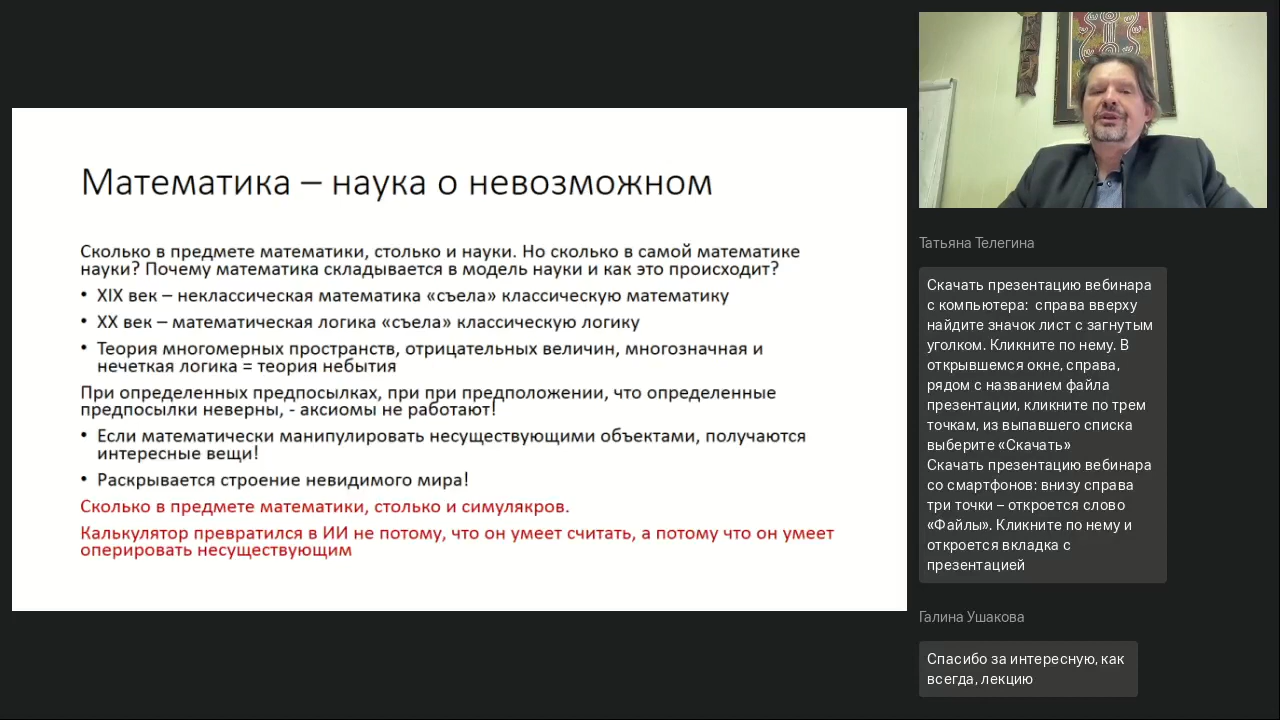 Математика – наука о невозможном
Сколько в предмете математики, столько и науки. Но сколько в самой математике
науки? Почему математика складывается в модель науки и как это происходит?
• XIX век – неклассическая математика «съела» классическую математику
• XX век – математическая логика «съела» классическую логику
• Теория многомерных пространств, отрицательных величин, многозначная и
нечеткая логика = теория небытия
При определенных предпосылках, при при предположении, что определенные
предпосылки неверны, - аксиомы не работают!
• Если математически манипулировать несуществующими объектами, получаются
интересные вещи!
• Раскрывается строение невидимого мира!
Сколько в предмете математики, столько и симулякров.
Калькулятор превратился в ИИ не потому, что он умеет считать, а потому что он умеет
оперировать несуществующим
Татьяна Телегина
Скачать презентацию вебинара
с компьютера: справа вверху
найдите значок лист с загнутым
уголком. Кликните по нему. В
открывшемся окне, справа,
рядом с названием файла
презентации, кликните по трем
точкам, из выпавшего списка
выберите «Скачать»
Скачать презентацию вебинара
со смартфонов: внизу справа
три точки – откроется слово
«Файлы». Кликните по нему и
откроется вкладка с
презентацией
Галина Ушакова
Спасибо за интересную, как
всегда, лекцию